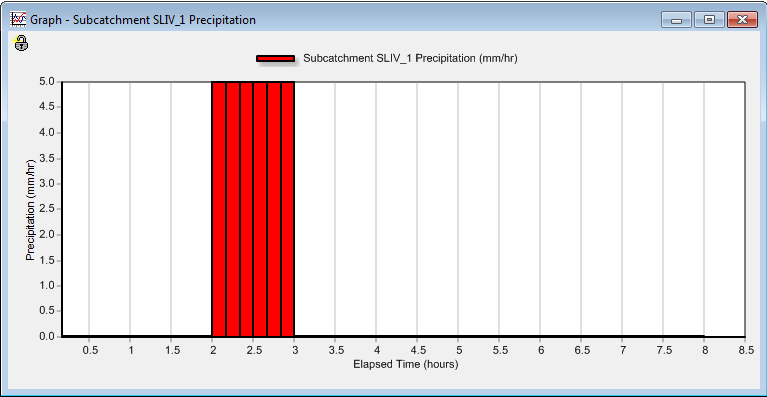 Graph - Subcatchment SLIV_1 Precipitation
Subcatchment SLIV_1 Precipitation (mm/hr)
5.0
4.5
4.0
3.5
3.0
2.5
2.0
1.5
1.0
0.5
0.0
Precipitation (mm/hr)
0.5 1 1.5 2 2.5 3 3.5 4 4.5 5 5.5 6 6.5 7 7.5 8 8.5
Elapsed Time (hours)